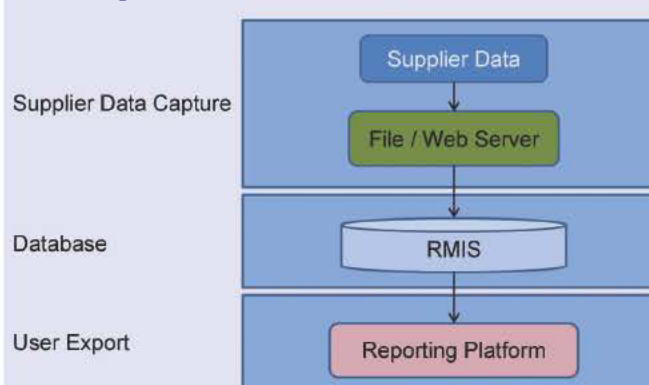 Supplier Data
Supplier Data Capture
File / Web Server
Database
RMIS
User Export
Reporting Platform